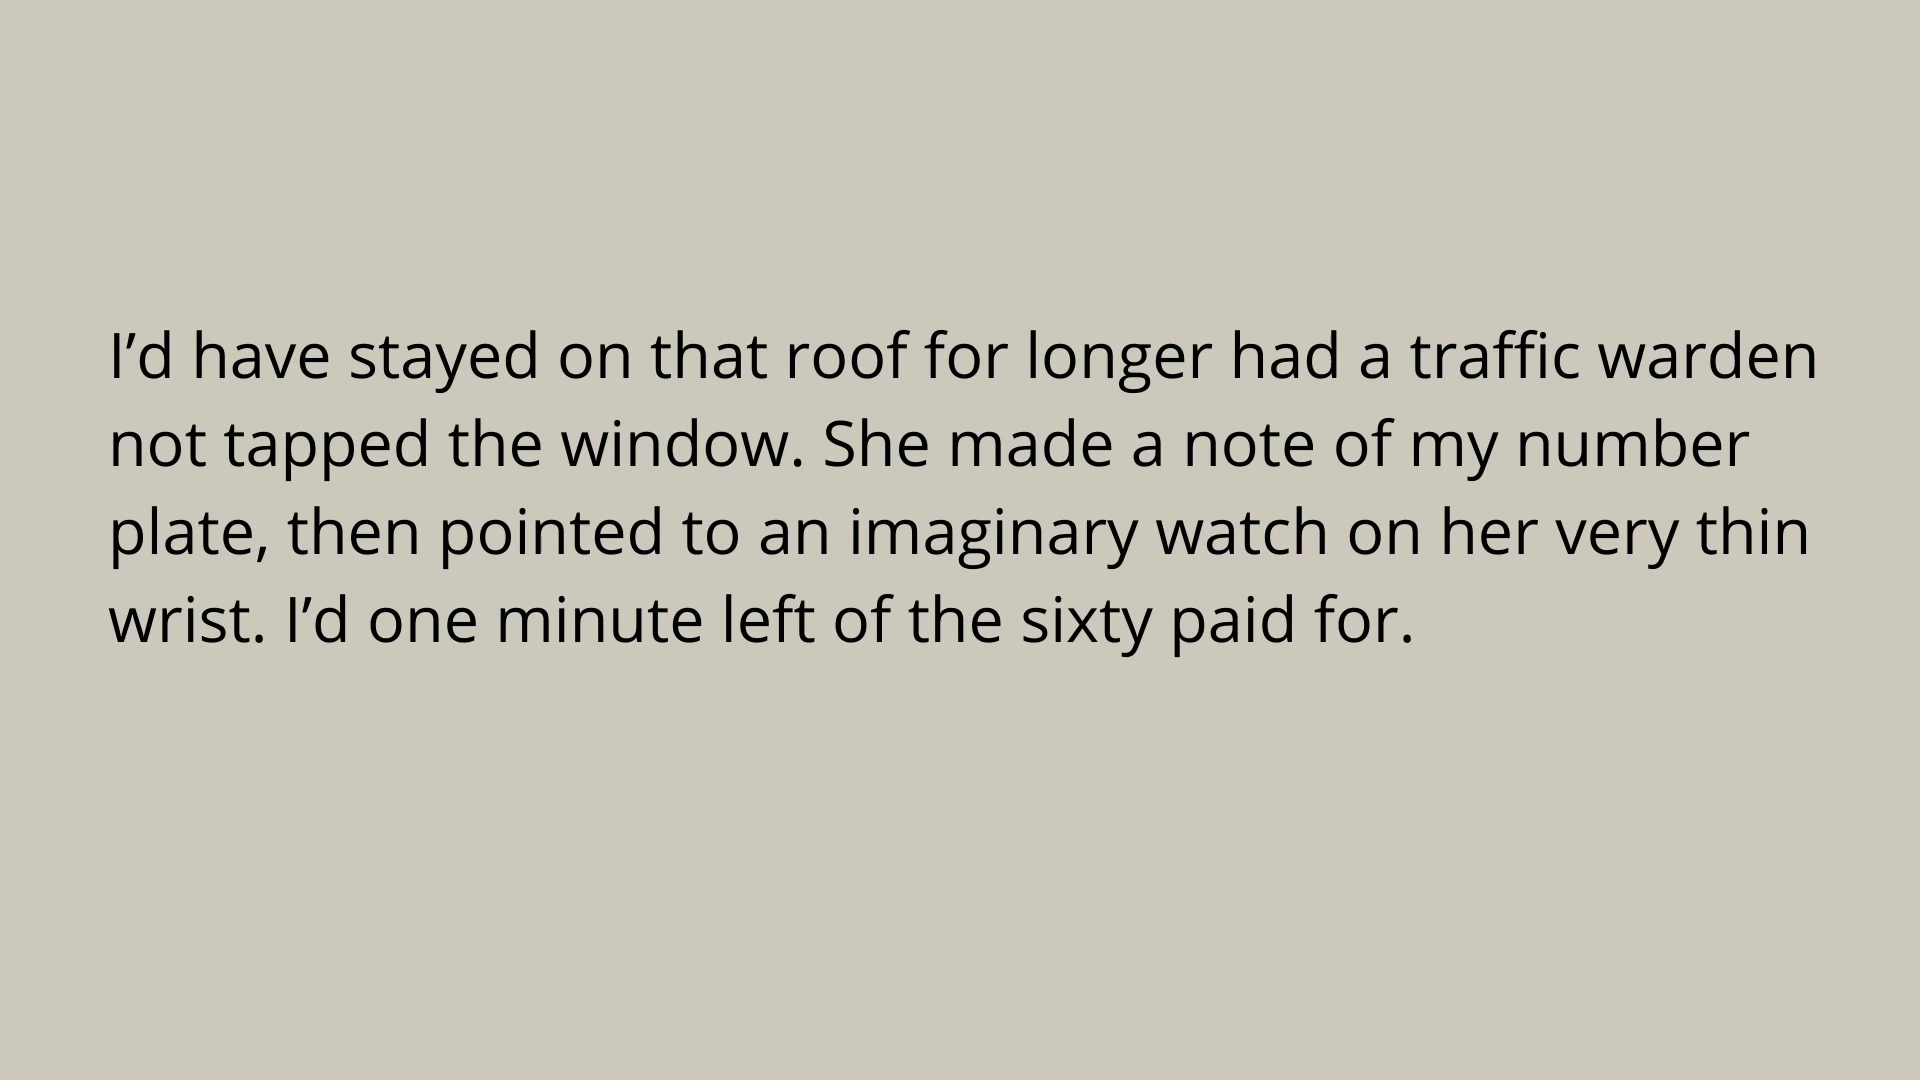 I’d have stayed on that roof for longer had a traffic warden
not tapped the window. She made a note of my number
plate, then pointed to an imaginary watch on her very thin
wrist. I’d one minute left of the sixty paid for.